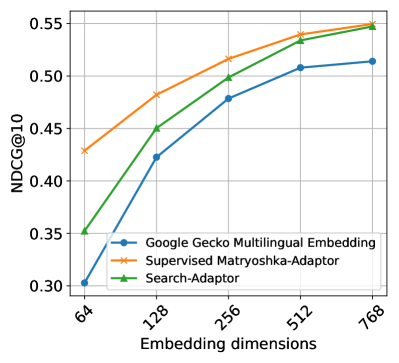 NDCG@10
0.55
0.50
0.45
0.40
0.35
0.30
Google Gecko Multilingual Embedding
Supervised Matryoshka-Adaptor
Search-Adaptor
64
128
256
512
768
Embedding dimensions